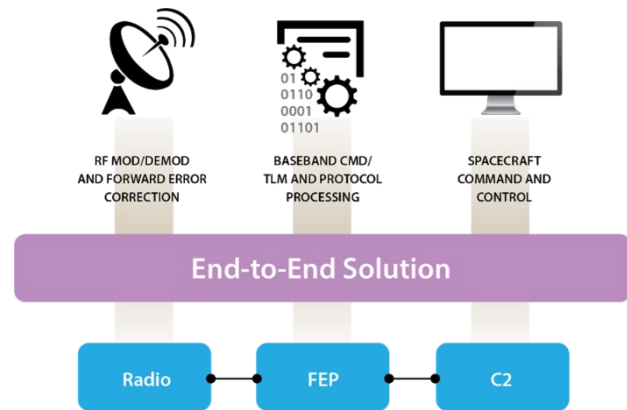 01
0110
0001
01101
RF MOD/DEMOD
AND FORWARD ERROR
CORRECTION
BASEBAND CMD/
TLM AND PROTOCOL
PROCESSING
SPACECRAFT
COMMAND AND
CONTROL
End-to-End Solution
Radio
FEP
C2